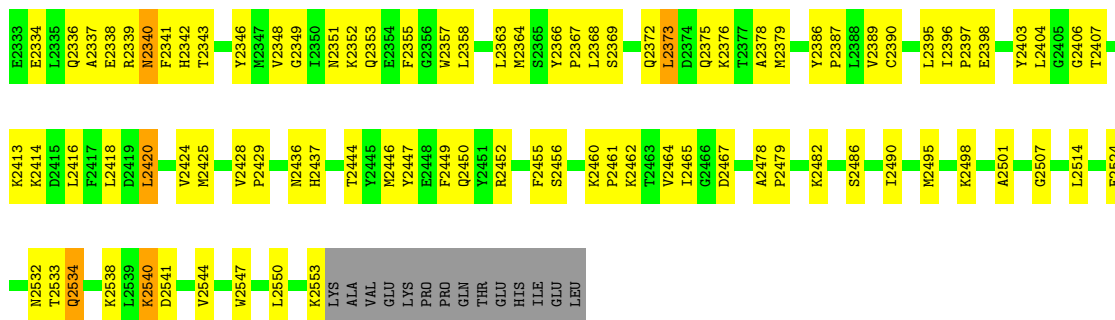 E2333 E2334 L2335 Q2336 A2337 E2338 R2339 N2340 F2341 H2342 T2343 Y2346 M2347 V2348 G2349 I2350 N2351 K2352 Q2353 E2354 F2355 G2356 W2357 L2358 L2363 M2364 S2365 Y2366 P2367 L2368 S2369 Q2372 L2373 D2374 Q2375 K2376 T2377 A2378 M2379 Y2386 P2387 L2388 V2389 C2390 L2395 I2396 P2397 E2398 Y2403 L2404 G2405 G2406 T2407
K2413 K2414 D2415 L2416 F2417 L2418 D2419 L2420 V2424 M2425 V2428 P2429 N2436 H2437 T2444 Y2445 M2446 Y2447 E2448 F2449 Q2450 Y2451 R2452 F2455 S2456 K2460 P2461 K2462 T2463 V2464 I2465 G2466 D2467 A2478 P2479 K2482 S2486 I2490 M2495 K2498 A2501 G2507 L2514
N2532 T2533 Q2534 K2538 L2539 K2540 D2541 V2544 W2547 L2550 K2553 LYS ALA VAL GLU LYS PRO PRO GLN THR GLU HIS ILE GLU LEU